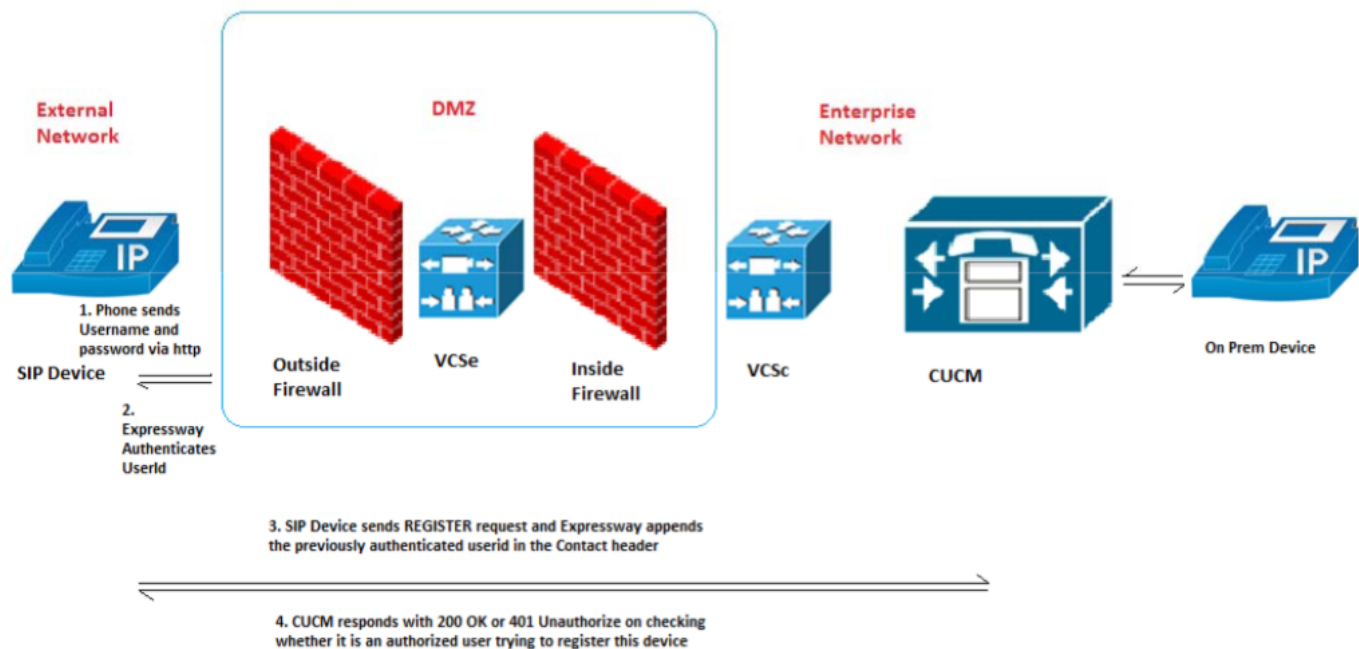 External
Network
DMZ
Enterprise
Network
IP
IP
1. Phone sends
Username and
password via http
SIP Device
Outside
Firewall
VCSe
Inside
Firewall
VCSc
CUCM
On Prem Device
2.
Expressway
Authenticates
UserId
3. SIP Device sends REGISTER request and Expressway appends
the previously authenticated userid in the Contact header
4. CUCM responds with 200 OK or 401 Unauthorize on checking
whether it is an authorized user trying to register this device